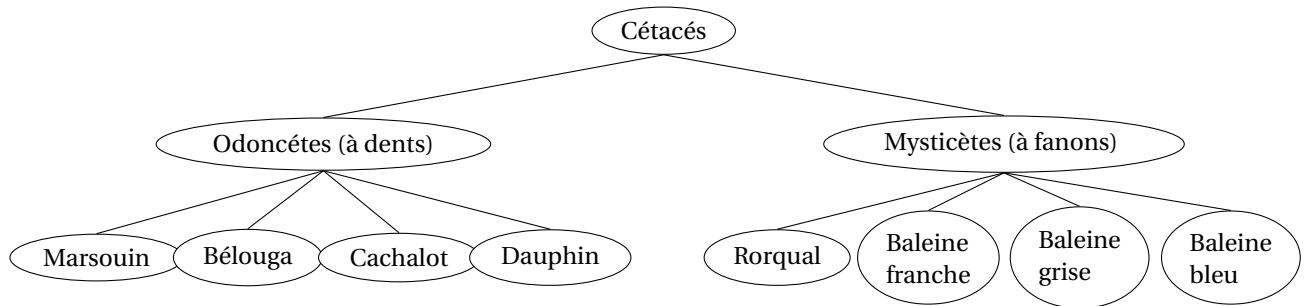 Cétacés
Odoncétes (à dents)
Mysticètes (à fanons)
Marsouin
Bélouga
Cachalot
Dauphin
Rorqual
Baleine
franche
Baleine
grise
Baleine
bleu